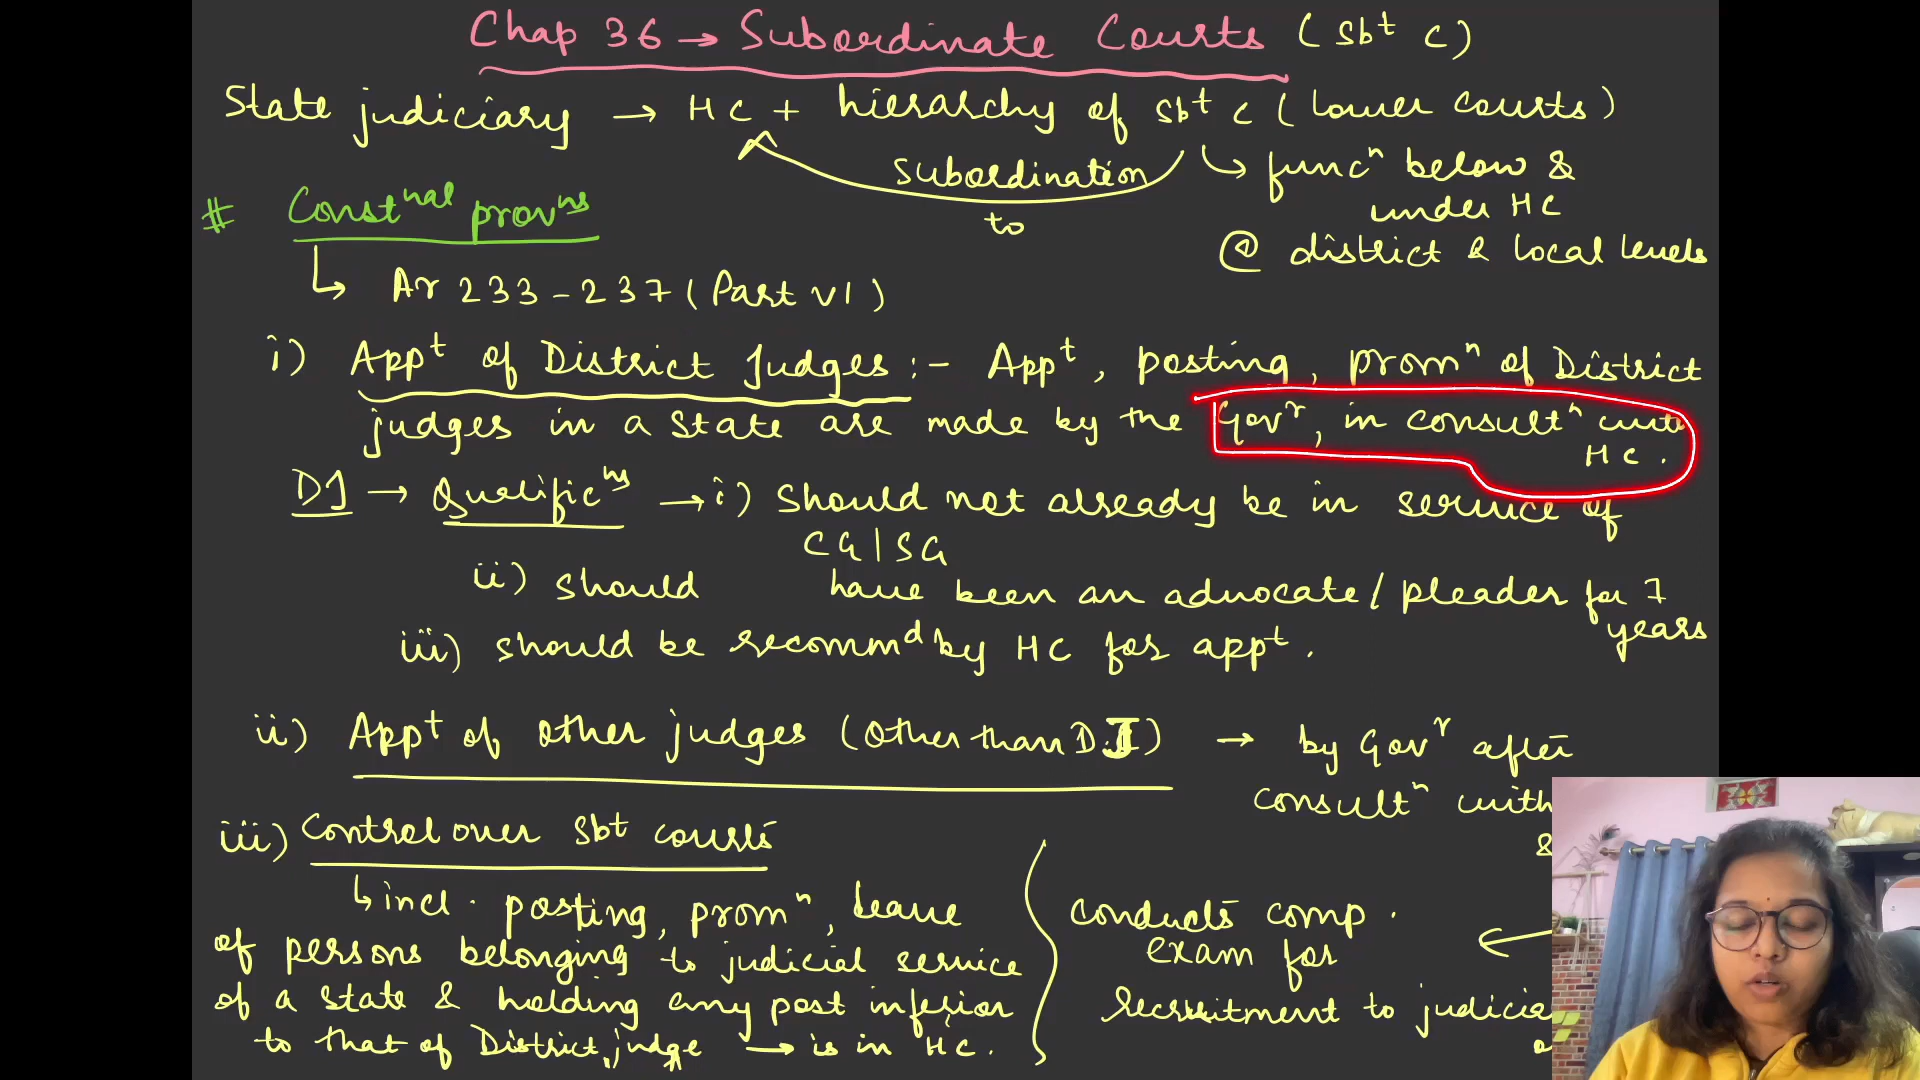 Chap 36 → Subordinate Courts (Sbt C)
State judiciary → HC + hierarchy of Sbt C (lower courts)
subordination to
↳ funcn below & under HC
@ district & local levels
# Constnal provns
↳ Ar 233-237 (Part VI)
i) Appt of District Judges :- Appt, posting, promn of District
judges in a State are made by the Govr, in consultn with
HC.
DJ → Qualificns → i) Should not already be in service of
CG|SG
ii) should have been an advocate/pleader for 7
years
iii) should be recommd by HC for appt.
ii) Appt of other judges (other than DJ) → by Govr after
consultn with
&
iii) Control over Sbt courts
↳ incl. posting, promn, leave
of persons belonging to judicial service
of a State & holding any post inferior
to that of District judge → is in HC.
conducts comp.
exam for
recruitment to judicia